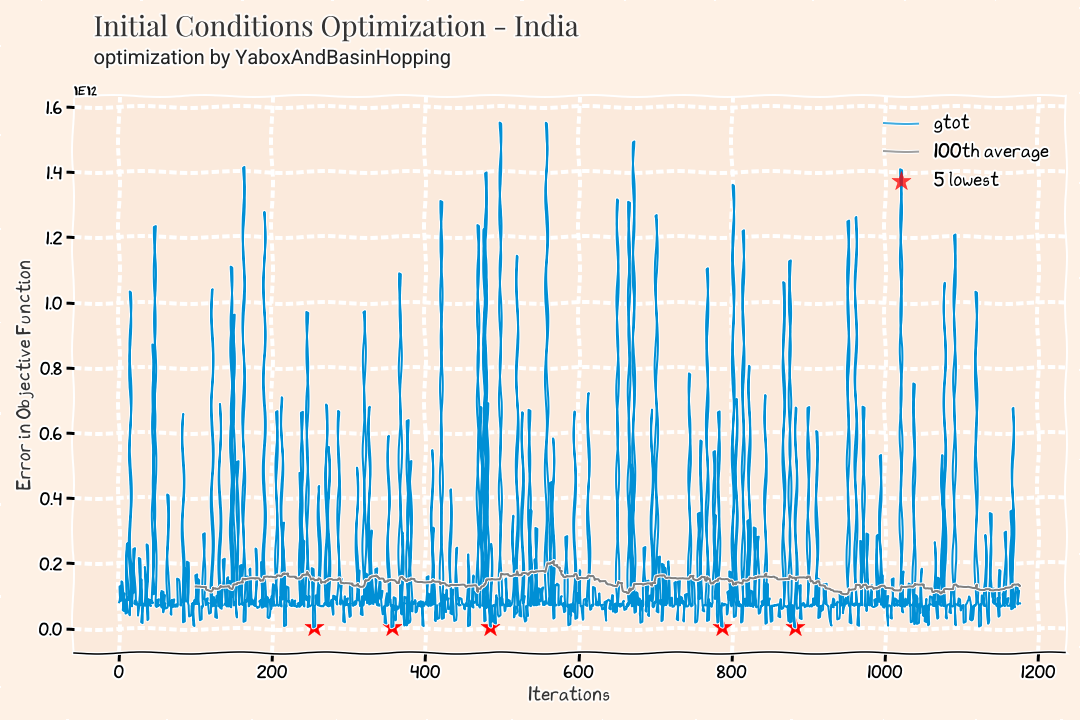 Initial Conditions Optimization - India
optimization by YaboxAndBasinHopping
1E12
1.6
1.4
1.2
1.0
0.8
0.6
0.4
0.2
0.0
Error in Objective Function
gtot
100th average
5 lowest
0 200 400 600 800 1000 1200
Iterations